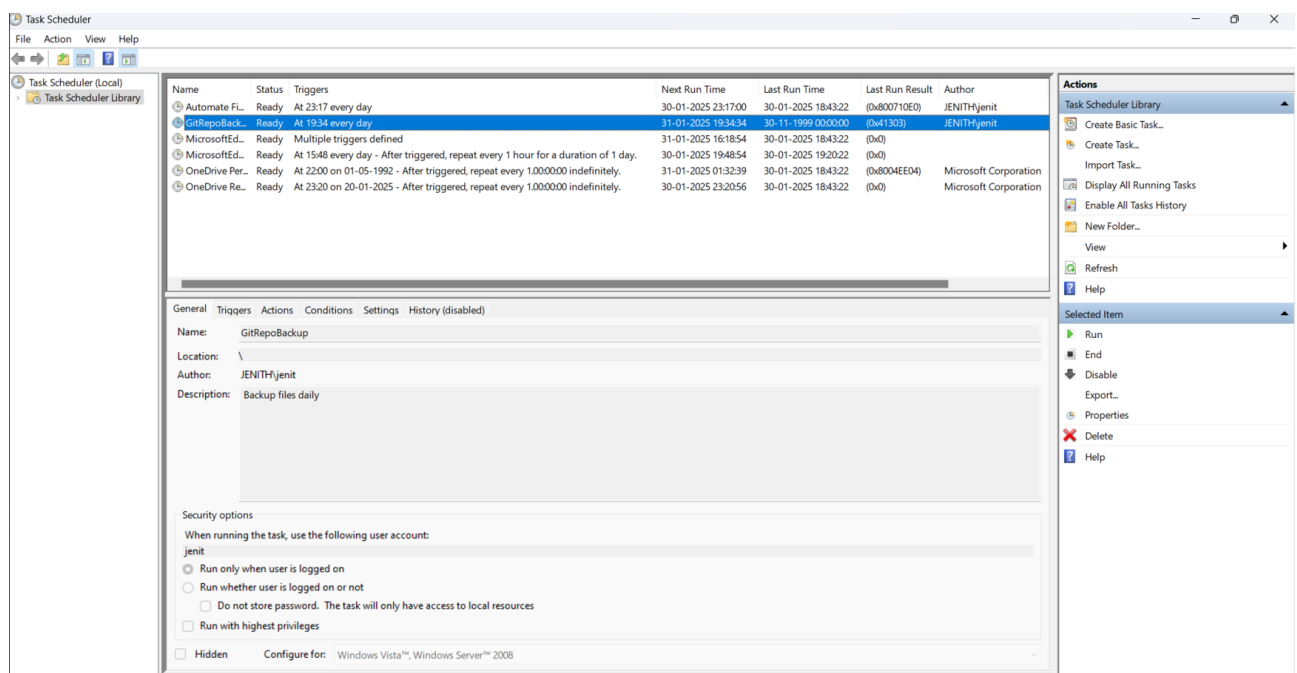 Task Scheduler
File Action View Help
Task Scheduler (Local)
Task Scheduler Library
Name Status Triggers Next Run Time Last Run Time Last Run Result Author
Automate Fi... Ready At 23:17 every day 30-01-2025 23:17:00 30-01-2025 18:43:22 (0x800710E0) JENITH\jenit
GitRepoBack... Ready At 19:34 every day 31-01-2025 19:34:34 30-11-1999 00:00:00 (0x41303) JENITH\jenit
MicrosoftEd... Ready Multiple triggers defined 31-01-2025 16:18:54 30-01-2025 18:43:22 (0x0)
MicrosoftEd... Ready At 15:48 every day - After triggered, repeat every 1 hour for a duration of 1 day. 30-01-2025 19:48:54 30-01-2025 19:20:22 (0x0)
OneDrive Per... Ready At 22:00 on 01-05-1992 - After triggered, repeat every 1.00:00:00 indefinitely. 31-01-2025 01:32:39 30-01-2025 18:43:22 (0x8004EE04) Microsoft Corporation
OneDrive Re... Ready At 23:20 on 20-01-2025 - After triggered, repeat every 1.00:00:00 indefinitely. 30-01-2025 23:20:56 30-01-2025 18:43:22 (0x0) Microsoft Corporation
General Triggers Actions Conditions Settings History (disabled)
Name: GitRepoBackup
Location: \
Author: JENITH\jenit
Description: Backup files daily
Security options
When running the task, use the following user account:
jenit
Run only when user is logged on
Run whether user is logged on or not
Do not store password. The task will only have access to local resources
Run with highest privileges
Hidden Configure for: Windows Vista™, Windows Server™ 2008
Actions
Task Scheduler Library
Create Basic Task...
Create Task...
Import Task...
Display All Running Tasks
Enable All Tasks History
New Folder...
View
Refresh
Help
Selected Item
Run
End
Disable
Export...
Properties
Delete
Help